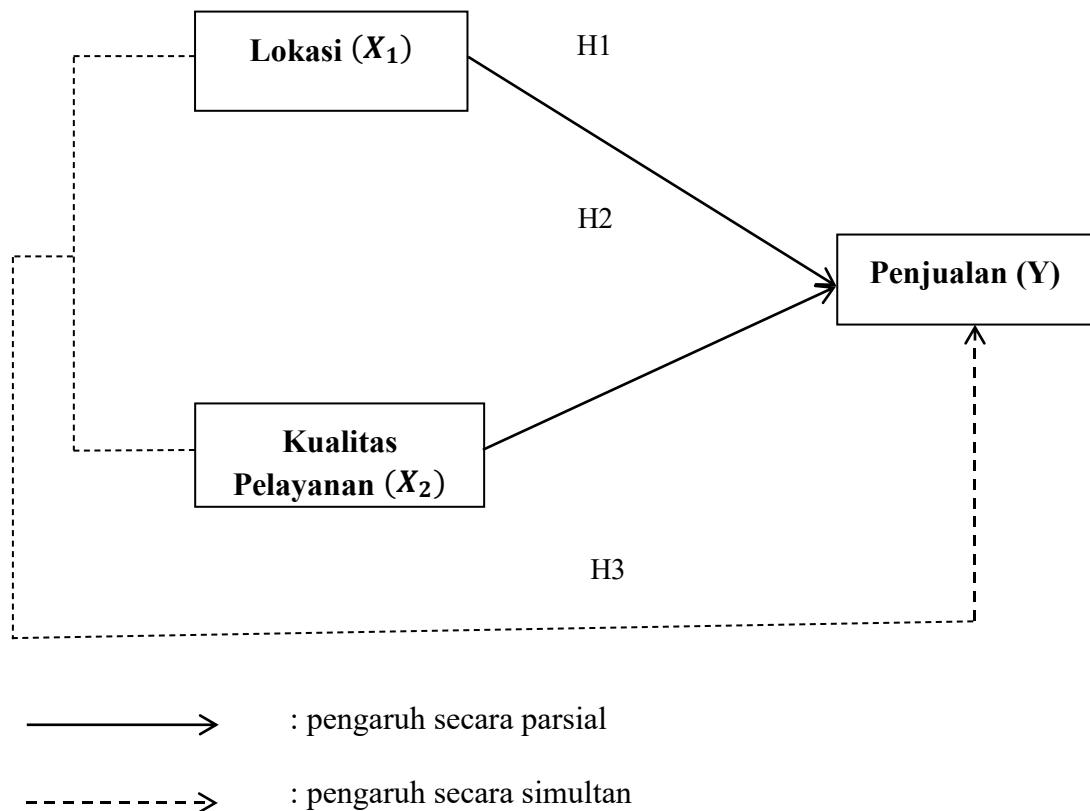 Lokasi (X₁)
H1
H2
Penjualan (Y)
Kualitas
Pelayanan (X₂)
H3
: pengaruh secara parsial
: pengaruh secara simultan